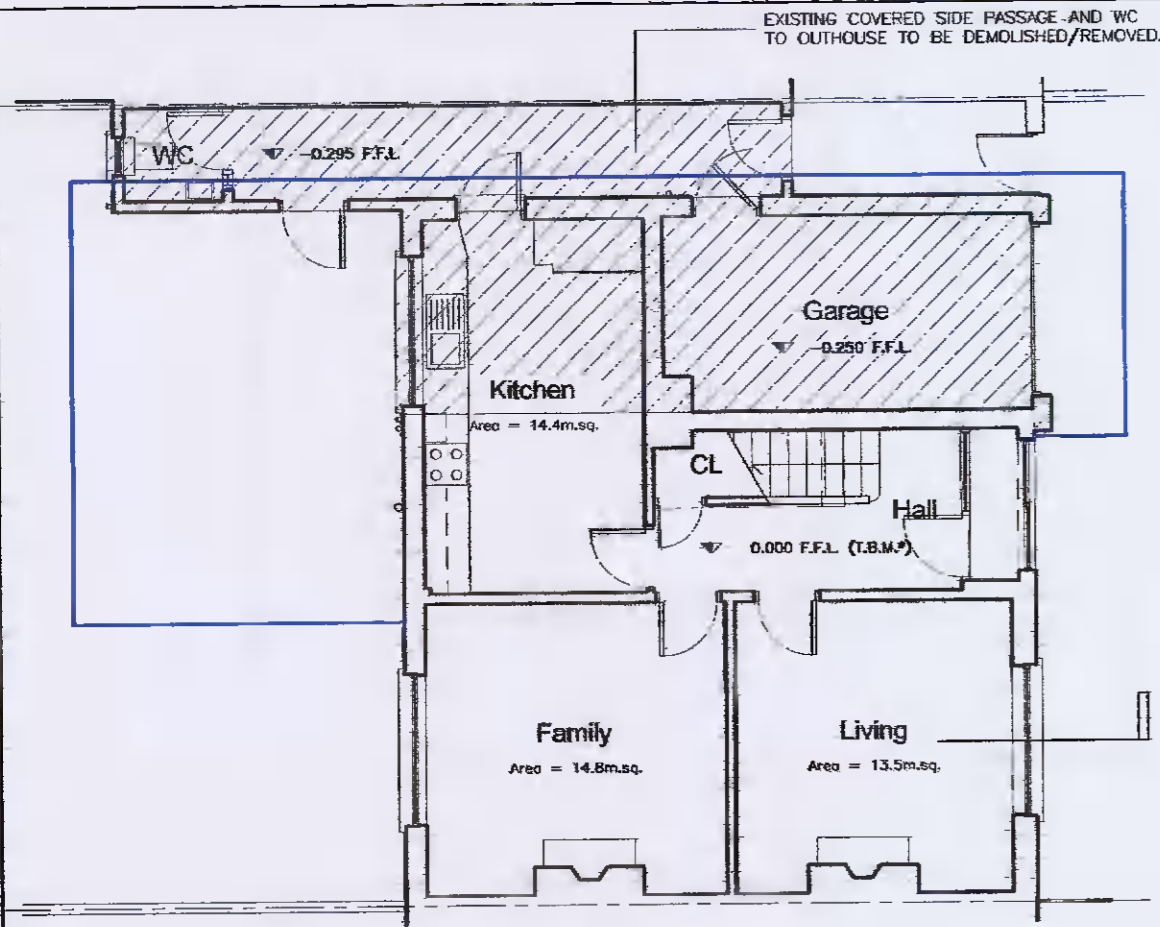 EXISTING COVERED SIDE PASSAGE AND WC
TO OUTHOUSE TO BE DEMOLISHED/REMOVED.
WC
-0.295 F.F.L
Garage
-0.250 F.F.L.
Kitchen
Area = 14.4m.sq.
CL
Hall
0.000 F.F.L. (T.B.M.*)
Family
Area = 14.8m.sq.
Living
Area = 13.5m.sq.